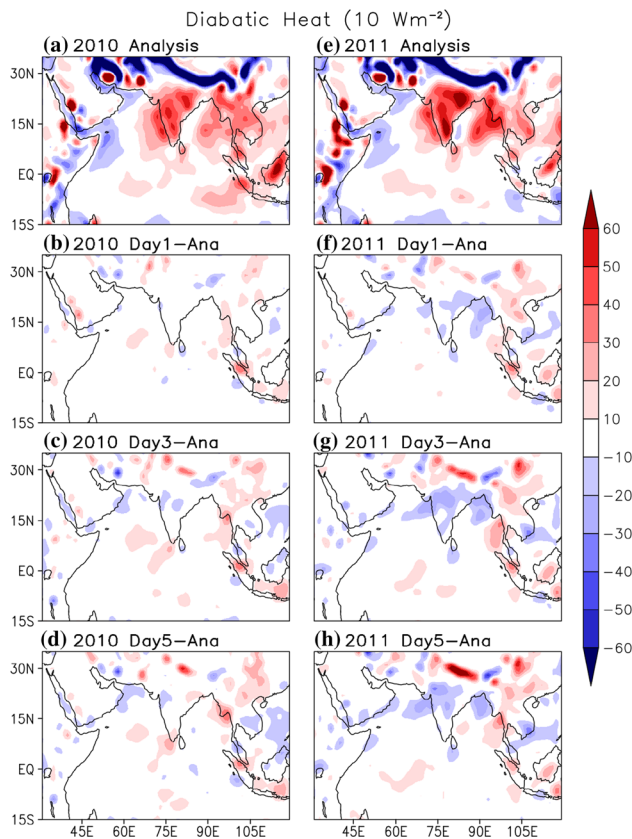 Diabatic Heat (10 Wm⁻²)
(a) 2010 Analysis
(e) 2011 Analysis
30N
15N
EQ
15S
(b) 2010 Day1-Ana
(f) 2011 Day1-Ana
30N
15N
EQ
15S
(c) 2010 Day3-Ana
(g) 2011 Day3-Ana
30N
15N
EQ
15S
(d) 2010 Day5-Ana
(h) 2011 Day5-Ana
30N
15N
EQ
15S
45E 60E 75E 90E 105E
45E 60E 75E 90E 105E
60
50
40
30
20
10
-10
-20
-30
-40
-50
-60